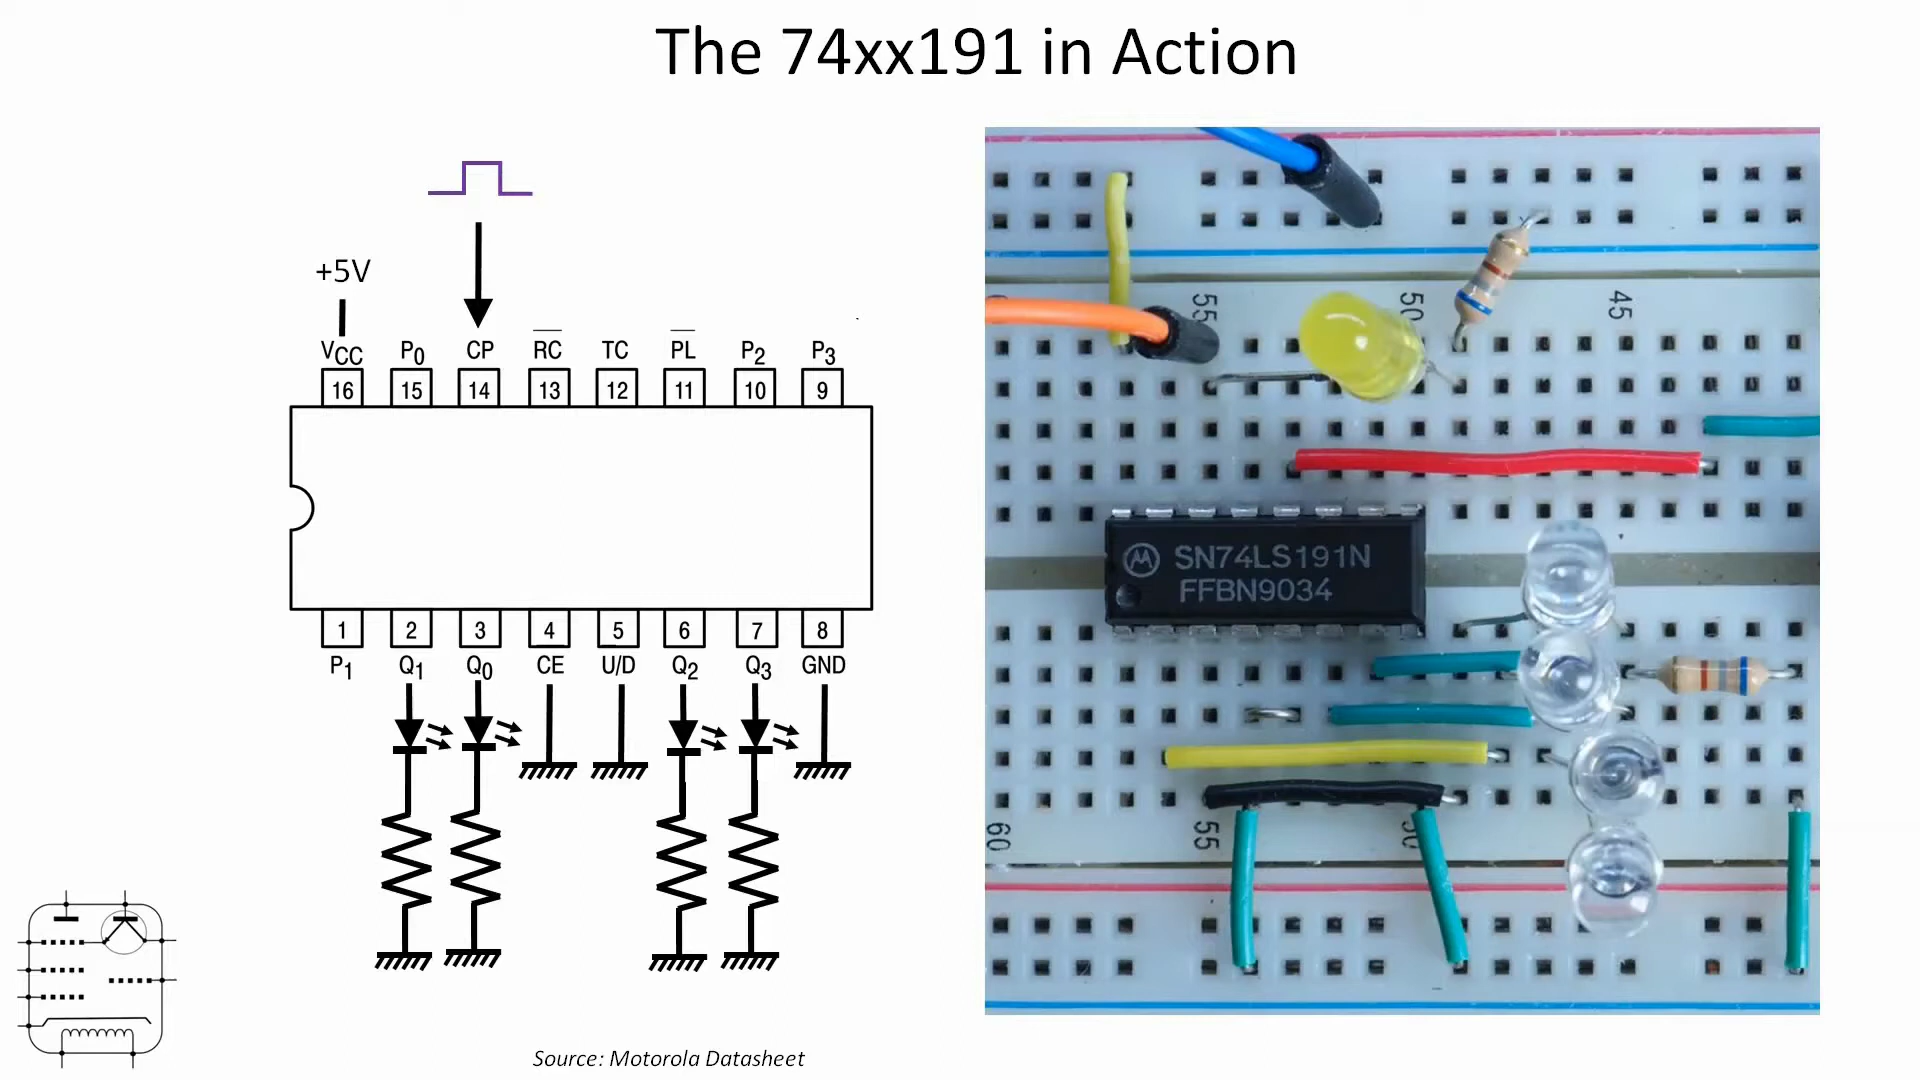 The 74xx191 in Action
+5V
VCC P0 CP RC TC PL P2 P3
16 15 14 13 12 11 10 9
1 2 3 4 5 6 7 8
P1 Q1 Q0 CE U/D Q2 Q3 GND
55 50 45
SN74LS191N
FFBN9034
60 55 50
Source: Motorola Datasheet